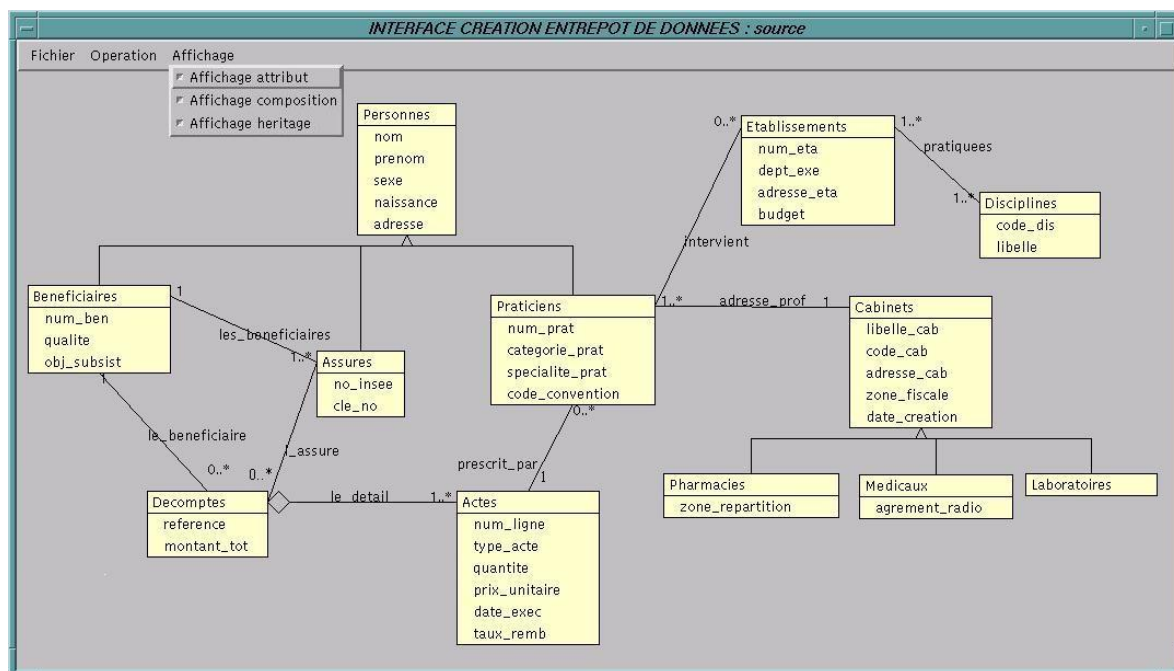 INTERFACE CREATION ENTREPOT DE DONNEES : source
Fichier Operation Affichage
Affichage attribut
Affichage composition
Affichage heritage
Personnes
nom
prenom
sexe
naissance
adresse
0..*
Etablissements
num_eta
dept_exe
adresse_eta
budget
1..*
pratiquees
1..*
Disciplines
code_dis
libelle
intervient
Beneficiaires
num_ben
qualite
obj_subsist
1
les_beneficiaires
1..*
Assures
no_insee
cle_no
Praticiens
num_prat
categorie_prat
specialite_prat
code_convention
1..*
adresse_prof
1
Cabinets
libelle_cab
code_cab
adresse_cab
zone_fiscale
date_creation
1
le_beneficiaire
0..*
l_assure
0..*
0..*
prescrit_par
1
Pharmacies
zone_repartition
Medicaux
agrement_radio
Laboratoires
Decomptes
reference
montant_tot
le_detail
1..*
Actes
num_ligne
type_acte
quantite
prix_unitaire
date_exec
taux_remb